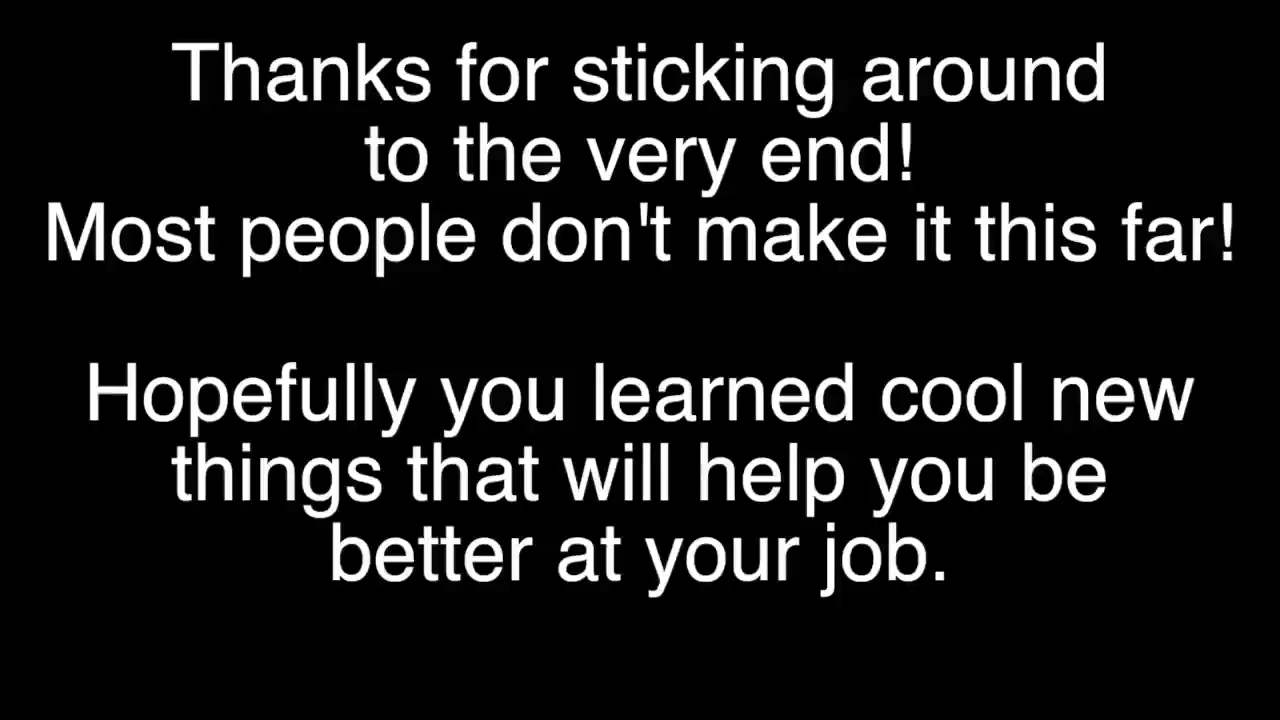 Thanks for sticking around
to the very end!
Most people don't make it this far!
Hopefully you learned cool new
things that will help you be
better at your job.